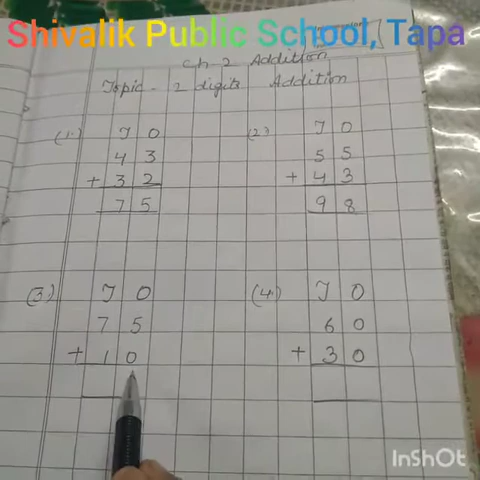 Shivalik Public School, Tapa
Ch-2 Addition
Topic - 2 digits Addition
(1) T O
4 3
+ 3 2
7 5
(2) T O
5 5
+ 4 3
9 8
(3) T O
7 5
+ 1 0
(4) T O
6 0
+ 3 0
InShOt